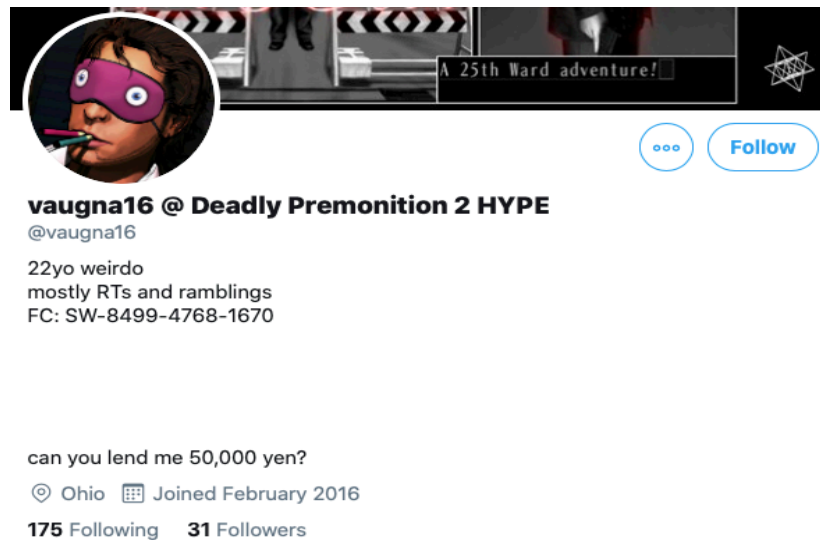 A 25th Ward adventure!
Follow
vaugna16 @ Deadly Premonition 2 HYPE
@vaugna16
22yo weirdo
mostly RTs and ramblings
FC: SW-8499-4768-1670
can you lend me 50,000 yen?
Ohio Joined February 2016
175 Following 31 Followers